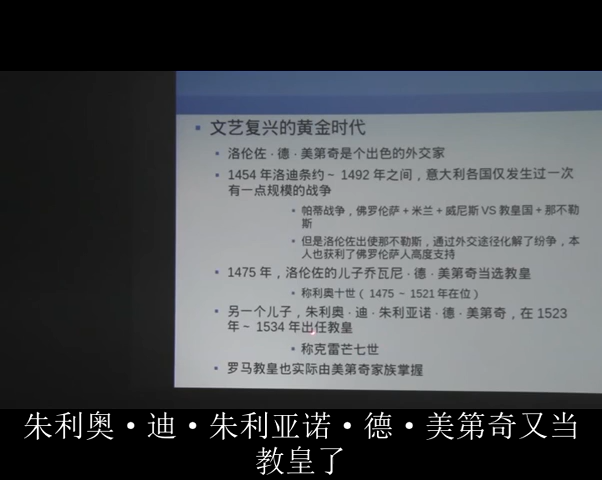 文艺复兴的黄金时代
洛伦佐·德·美第奇是个出色的外交家
1454 年洛迪条约~ 1492 年之间，意大利各国仅发生过一次
有一点规模的战争
帕蒂战争，佛罗伦萨+米兰+威尼斯 VS 教皇国+那不勒
斯
但是洛伦佐出使那不勒斯，通过外交途径化解了纷争，本
人也获利了佛罗伦萨人高度支持
1475 年，洛伦佐的儿子乔瓦尼·德·美第奇当选教皇
称利奥十世（ 1475 ~ 1521 年在位）
另一个儿子，朱利奥·迪·朱利亚诺·德·美第奇，在 1523
年~ 1534 年出任教皇
称克雷芒七世
罗马教皇也实际由美第奇家族掌握
朱利奥·迪·朱利亚诺·德·美第奇又当
教皇了